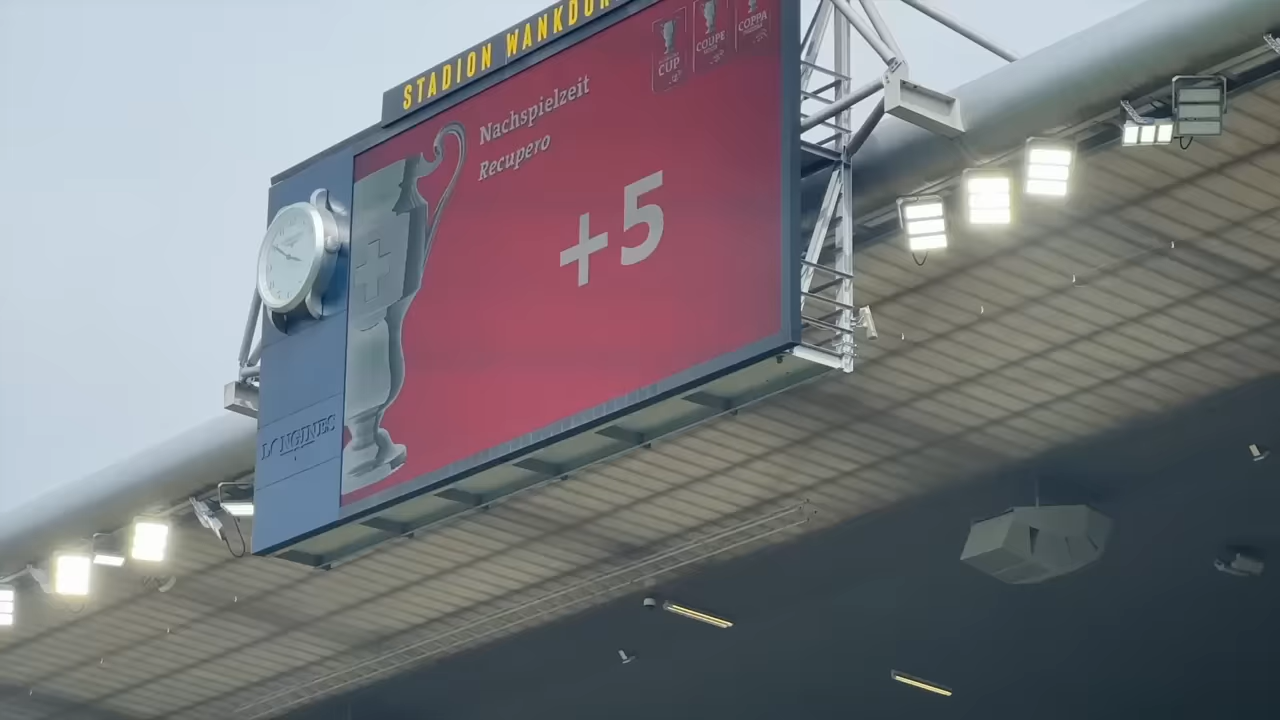 STADION WANKDORF
CUP
COUPE
COPPA
Nachspielzeit
Recupero
+5
LONGINES